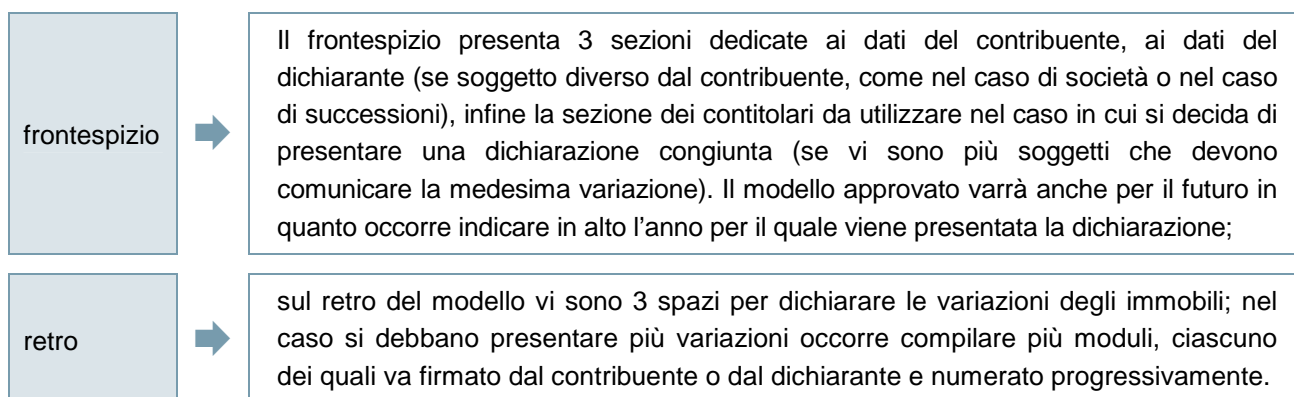 frontespizio
Il frontespizio presenta 3 sezioni dedicate ai dati del contribuente, ai dati del
dichiarante (se soggetto diverso dal contribuente, come nel caso di società o nel caso
di successioni), infine la sezione dei contitolari da utilizzare nel caso in cui si decida di
presentare una dichiarazione congiunta (se vi sono più soggetti che devono
comunicare la medesima variazione). Il modello approvato varrà anche per il futuro in
quanto occorre indicare in alto l’anno per il quale viene presentata la dichiarazione;
retro
sul retro del modello vi sono 3 spazi per dichiarare le variazioni degli immobili; nel
caso si debbano presentare più variazioni occorre compilare più moduli, ciascuno
dei quali va firmato dal contribuente o dal dichiarante e numerato progressivamente.